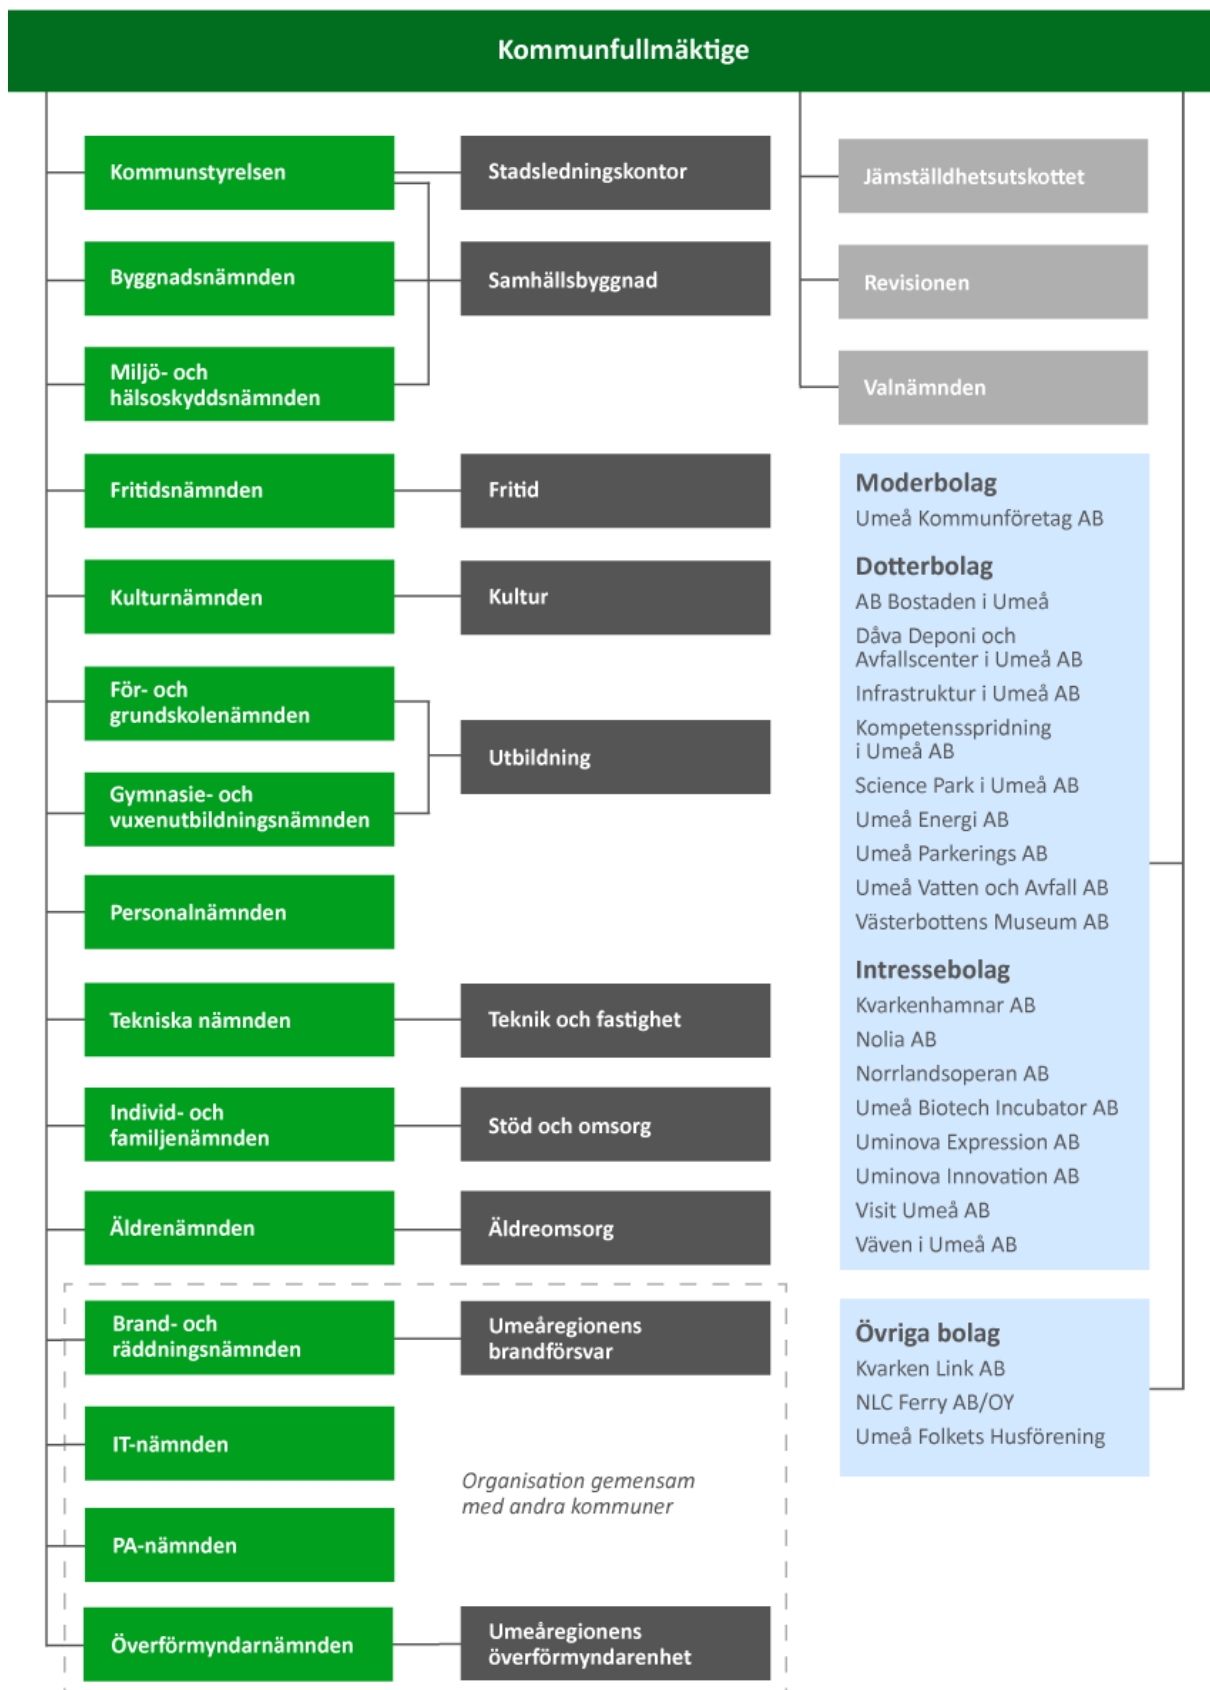 Kommunfullmäktige
Kommunstyrelsen
Stadsledningskontor
Byggnadsnämnden
Samhällsbyggnad
Miljö- och
hälsoskyddsnämnden
Fritidsnämnden
Fritid
Kulturnämnden
Kultur
För- och
grundskolenämnden
Gymnasie- och
vuxenutbildningsnämnden
Utbildning
Personalnämnden
Tekniska nämnden
Teknik och fastighet
Individ- och
familjenämnden
Stöd och omsorg
Äldrenämnden
Äldreomsorg
Brand- och
räddningsnämnden
Umeåregionens
brandförsvar
IT-nämnden
Organisation gemensam
med andra kommuner
PA-nämnden
Överförmyndarnämnden
Umeåregionens
överförmyndarenhet
Jämställdhetsutskottet
Revisionen
Valnämnden
Moderbolag
Umeå Kommunföretag AB
Dotterbolag
AB Bostaden i Umeå
Dåva Deponi och
Avfallscenter i Umeå AB
Infrastruktur i Umeå AB
Kompetensspridning
i Umeå AB
Science Park i Umeå AB
Umeå Energi AB
Umeå Parkerings AB
Umeå Vatten och Avfall AB
Västerbottens Museum AB
Intressebolag
Kvarkenhamnar AB
Nolia AB
Norrlandsoperan AB
Umeå Biotech Incubator AB
Uminova Expression AB
Uminova Innovation AB
Visit Umeå AB
Väven i Umeå AB
Övriga bolag
Kvarken Link AB
NLC Ferry AB/OY
Umeå Folkets Husförening